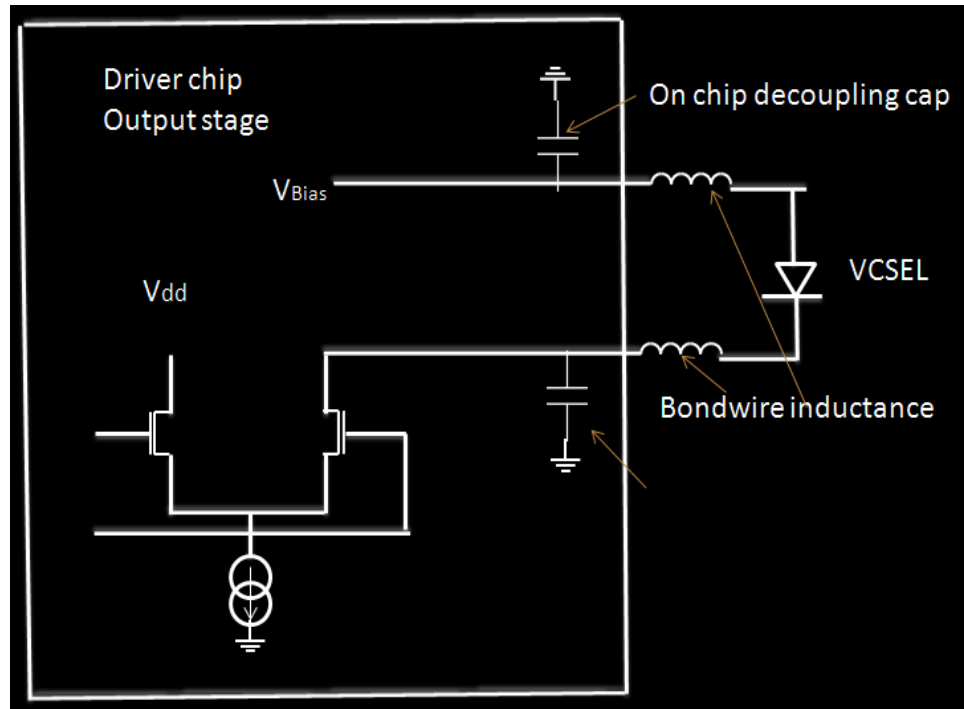 Driver chip
Output stage
On chip decoupling cap
VBias
VCSEL
Vdd
Bondwire inductance